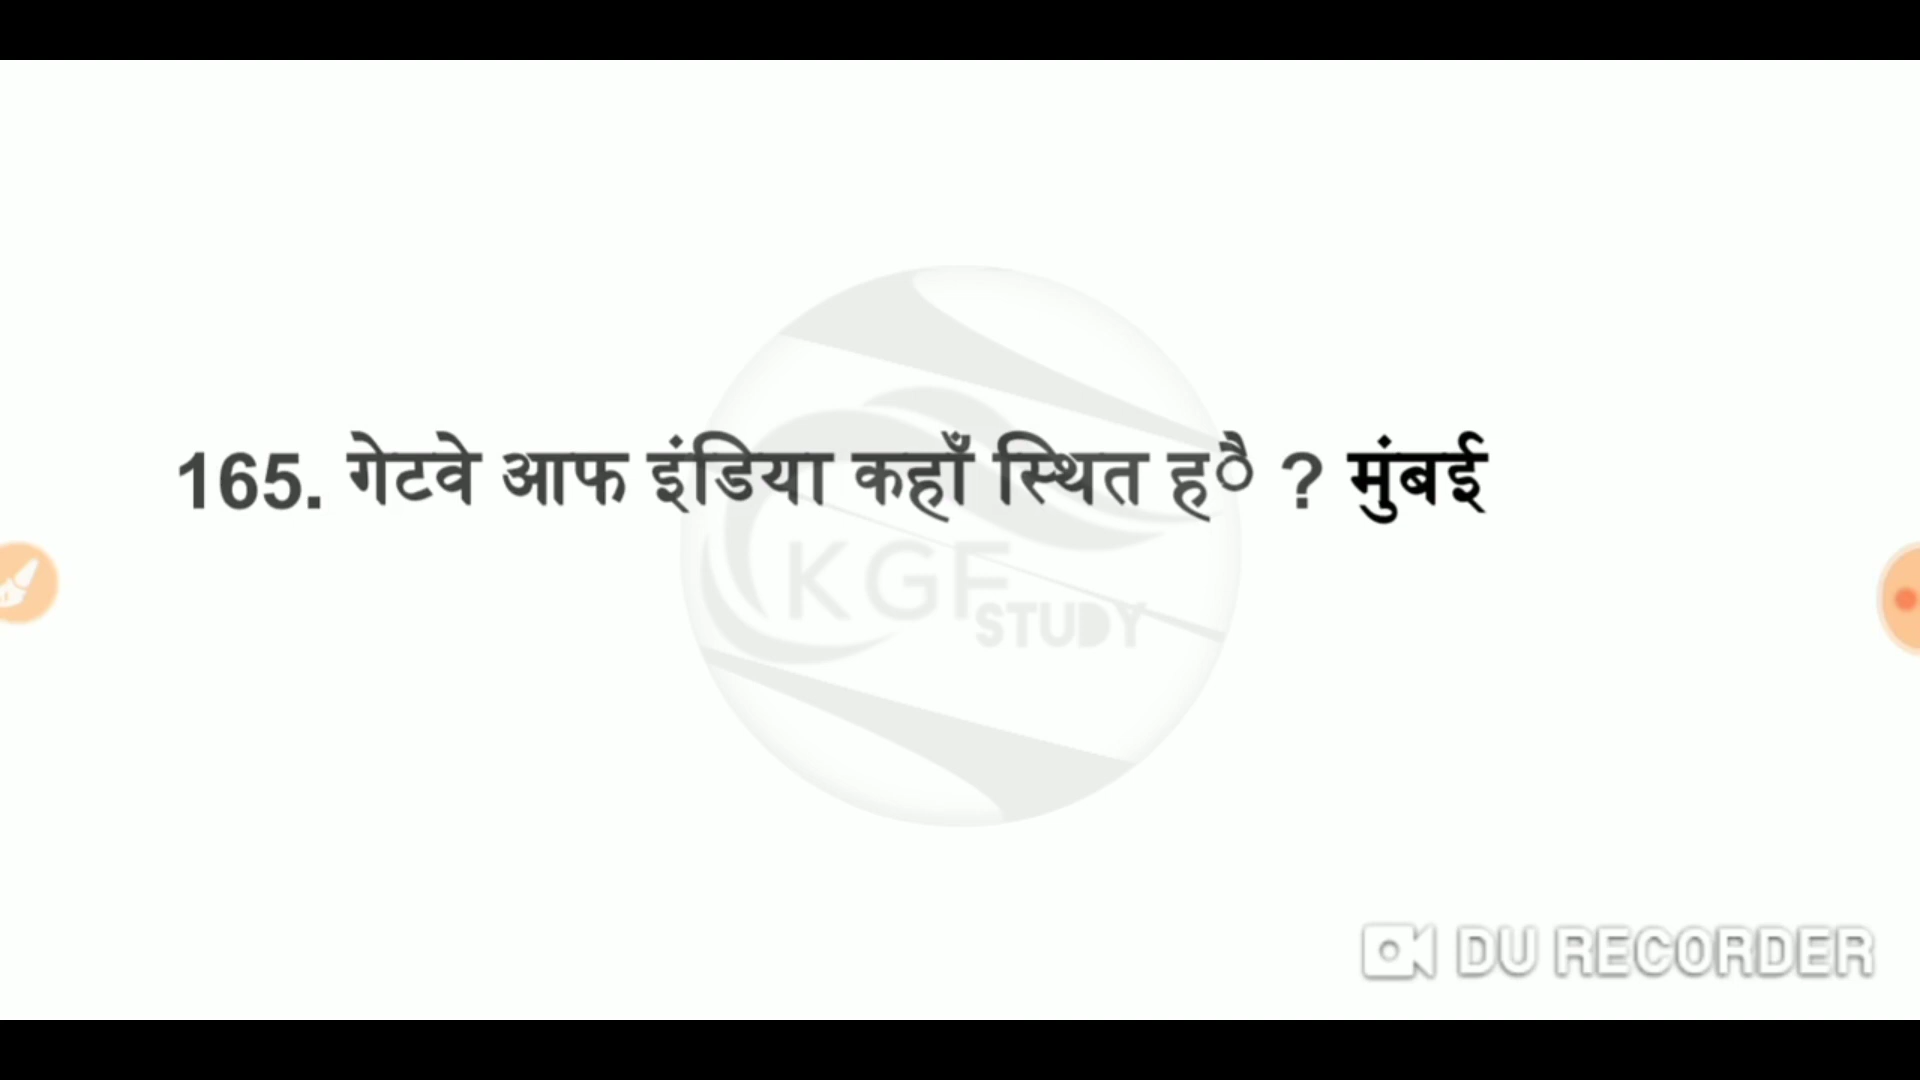 165. गेटवे आफ इंडिया कहाँ स्थित है ? मुंबई
KGF
STUDY
DU RECORDER